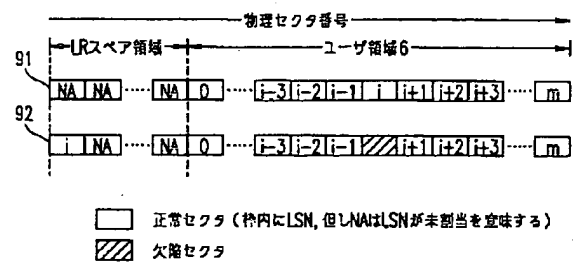 物理セクタ番号
LRスペア領域 ユーザ領域6
91
NA NA ····· NA 0 ····· i-3 i-2 i-1 i i+1 i+2 i+3 ····· m
92
i NA ····· NA 0 ····· i-3 i-2 i-1 i+1 i+2 i+3 ····· m
正常セクタ(枠内にLSN,但しNAはLSNが未割当を意味する)
欠陥セクタ